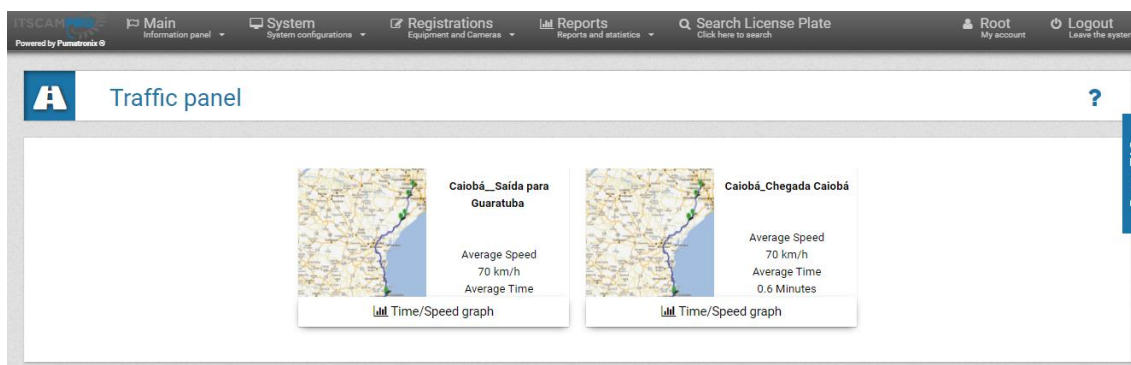 ITSCAMPRO
Powered by Pumatronix ®
Main
Information panel
System
System configurations
Registrations
Equipment and Cameras
Reports
Reports and statistics
Search License Plate
Click here to search
Root
My account
Logout
Leave the system
Traffic panel
?
Caiobá__Saída para
Guaratuba
Average Speed
70 km/h
Average Time
Time/Speed graph
Caiobá_Chegada Caiobá
Average Speed
70 km/h
Average Time
0.6 Minutes
Time/Speed graph